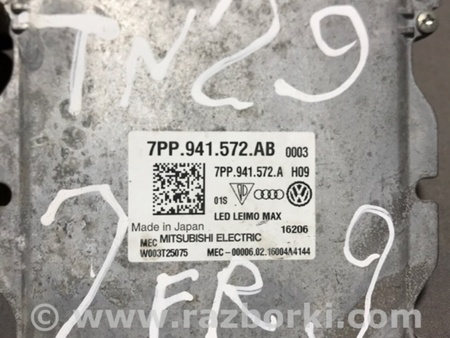 TN29
7PP.941.572.AB 0003
7PP.941.572.A H09
01S
LED LEIMO MAX
Made in Japan 16206
MEC MITSUBISHI ELECTRIC
W003T25075 MEC-00006.02.16004A4144
7FR.9
www.razborki.com